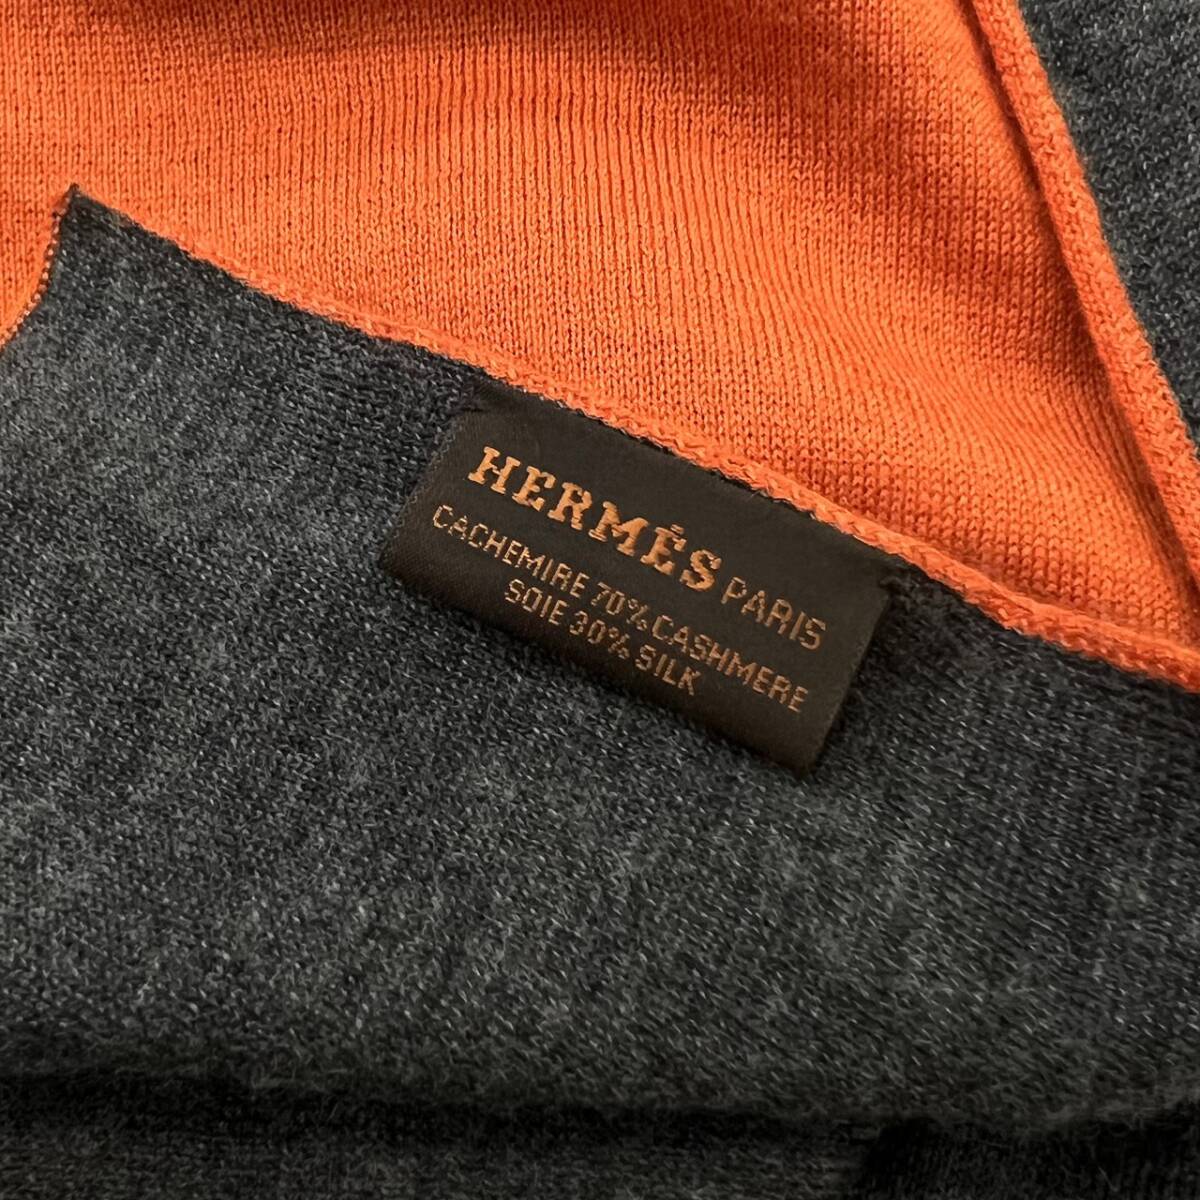 HERMÈS PARIS
CACHEMIRE 70% CASHMERE
SOIE 30% SILK